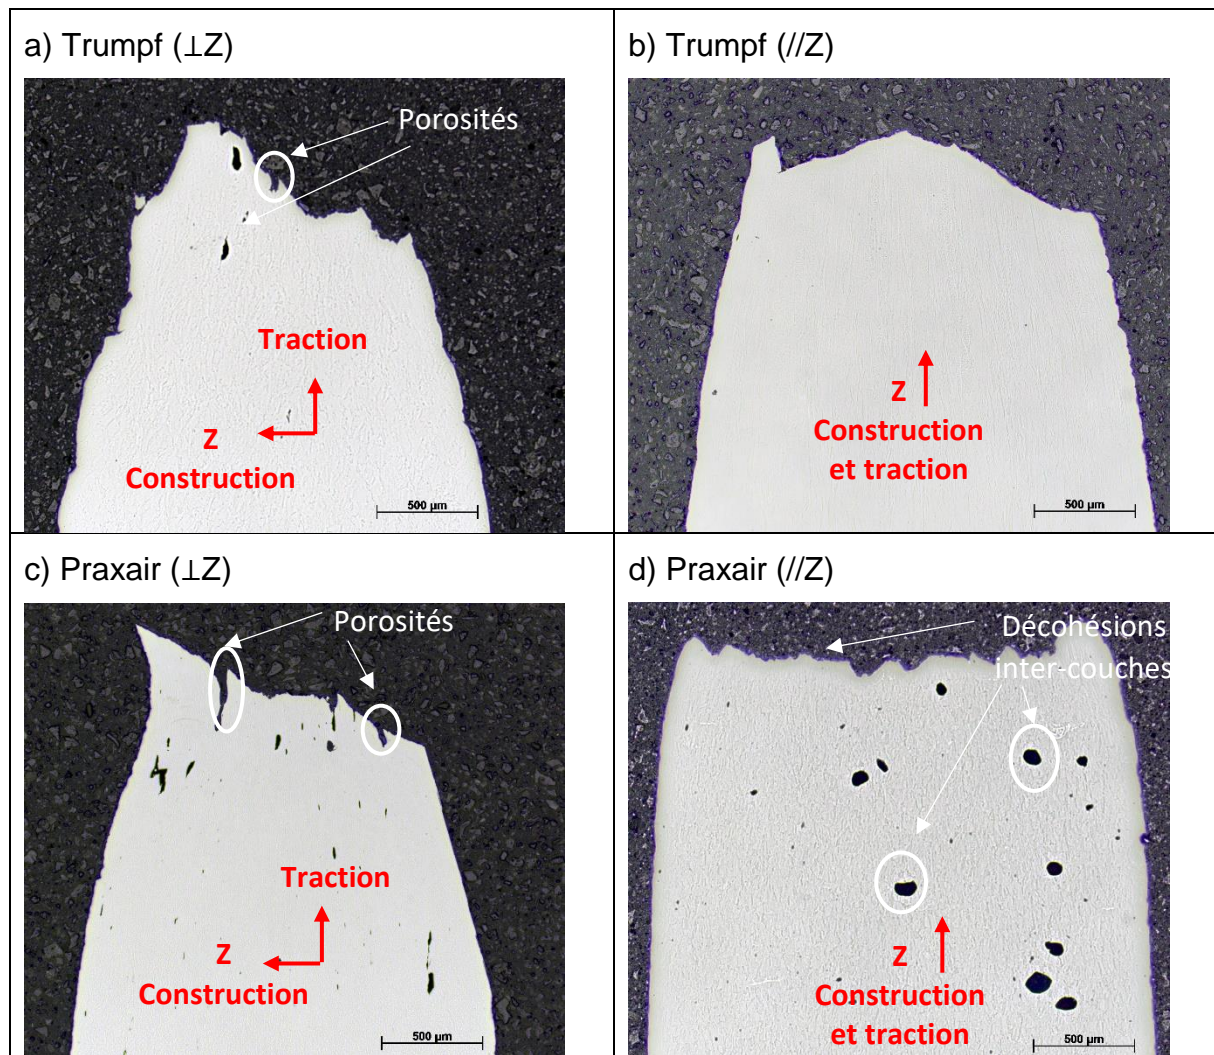 a) Trumpf (⊥Z)
Porosités
Traction
Z
Construction
500 µm
b) Trumpf (//Z)
Z
Construction
et traction
500 µm
c) Praxair (⊥Z)
Porosités
Traction
Z
Construction
500 µm
d) Praxair (//Z)
Décohésions
inter-couches
Z
Construction
et traction
500 µm